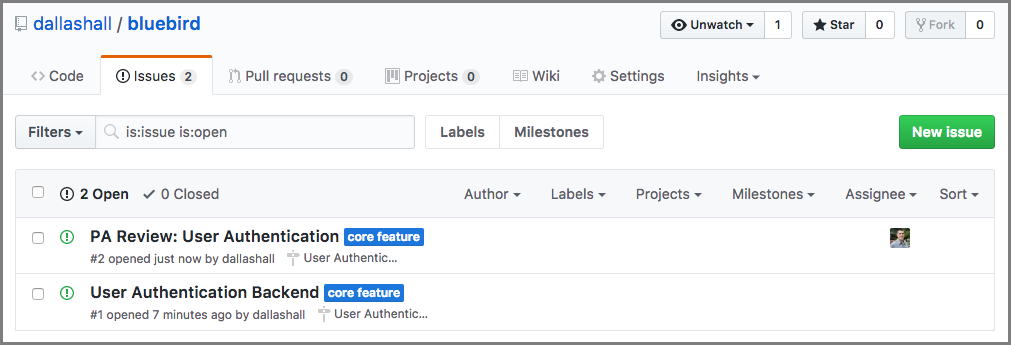 dallashall / bluebird Unwatch 1 Star 0 Fork 0
Code Issues 2 Pull requests 0 Projects 0 Wiki Settings Insights
Filters is:issue is:open Labels Milestones New issue
2 Open 0 Closed Author Labels Projects Milestones Assignee Sort
PA Review: User Authentication core feature
#2 opened just now by dallashall User Authentic...
User Authentication Backend core feature
#1 opened 7 minutes ago by dallashall User Authentic...